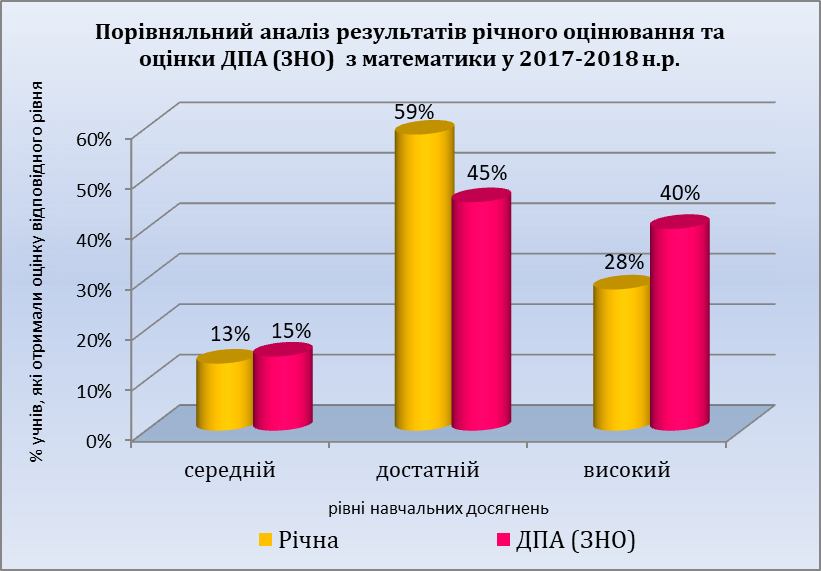 Порівняльний аналіз результатів річного оцінювання та
оцінки ДПА (ЗНО) з математики у 2017-2018 н.р.
% учнів, які отримали оцінку відповідного рівня
60%
50%
40%
30%
20%
10%
0%
13%
15%
59%
45%
28%
40%
середній
достатній
високий
рівні навчальних досягнень
Річна
ДПА (ЗНО)